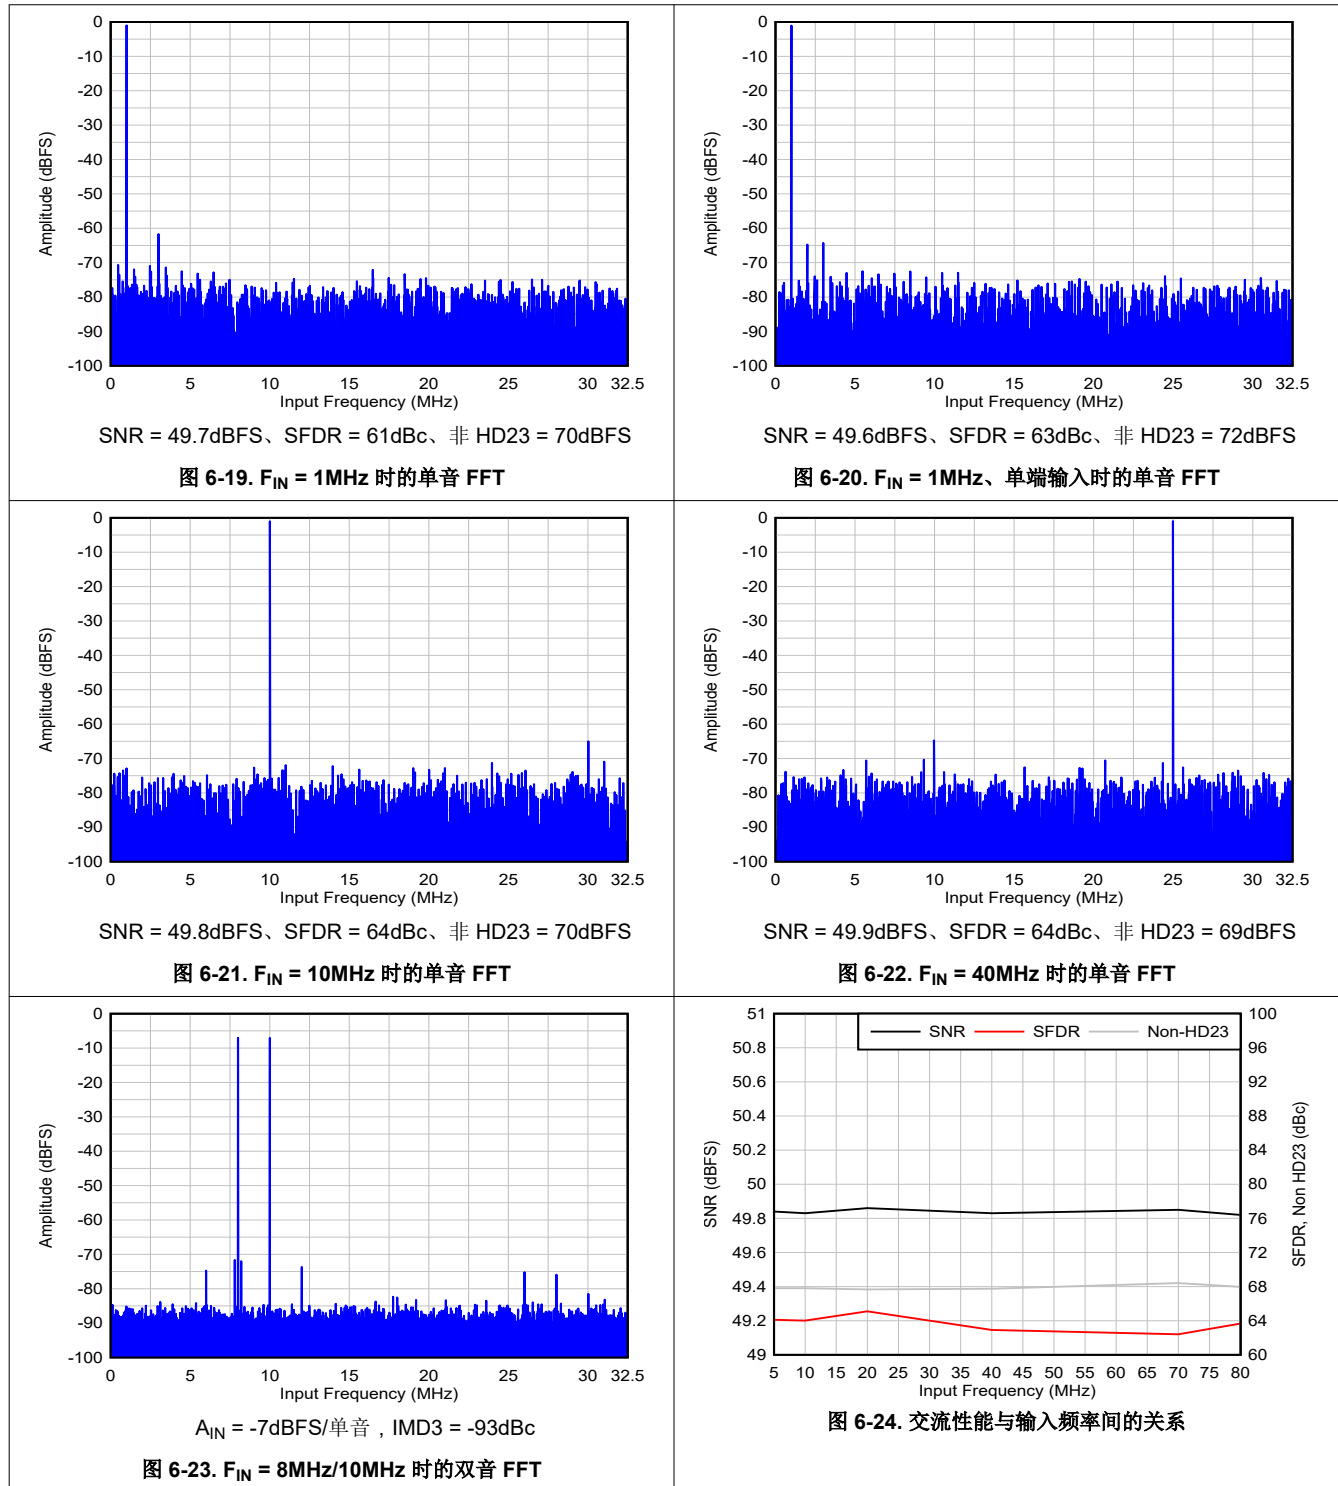 0
-10
-20
-30
-40
-50
-60
-70
-80
-90
-100
Amplitude (dBFS)
0 5 10 15 20 25 30 32.5
Input Frequency (MHz)
SNR = 49.7dBFS、SFDR = 61dBc、非 HD23 = 70dBFS
图 6-19. FIN = 1MHz 时的单音 FFT
0
-10
-20
-30
-40
-50
-60
-70
-80
-90
-100
Amplitude (dBFS)
0 5 10 15 20 25 30 32.5
Input Frequency (MHz)
SNR = 49.6dBFS、SFDR = 63dBc、非 HD23 = 72dBFS
图 6-20. FIN = 1MHz、单端输入时的单音 FFT
0
-10
-20
-30
-40
-50
-60
-70
-80
-90
-100
Amplitude (dBFS)
0 5 10 15 20 25 30 32.5
Input Frequency (MHz)
SNR = 49.8dBFS、SFDR = 64dBc、非 HD23 = 70dBFS
图 6-21. FIN = 10MHz 时的单音 FFT
0
-10
-20
-30
-40
-50
-60
-70
-80
-90
-100
Amplitude (dBFS)
0 5 10 15 20 25 30 32.5
Input Frequency (MHz)
SNR = 49.9dBFS、SFDR = 64dBc、非 HD23 = 69dBFS
图 6-22. FIN = 40MHz 时的单音 FFT
0
-10
-20
-30
-40
-50
-60
-70
-80
-90
-100
Amplitude (dBFS)
0 5 10 15 20 25 30 32.5
Input Frequency (MHz)
AIN = -7dBFS/单音，IMD3 = -93dBc
图 6-23. FIN = 8MHz/10MHz 时的双音 FFT
SNR SFDR Non-HD23
51
50.8
50.6
50.4
50.2
50
49.8
49.6
49.4
49.2
49
SNR (dBFS)
100
96
92
88
84
80
76
72
68
64
60
SFDR, Non HD23 (dBc)
5 10 15 20 25 30 35 40 45 50 55 60 65 70 75 80
Input Frequency (MHz)
图 6-24. 交流性能与输入频率间的关系